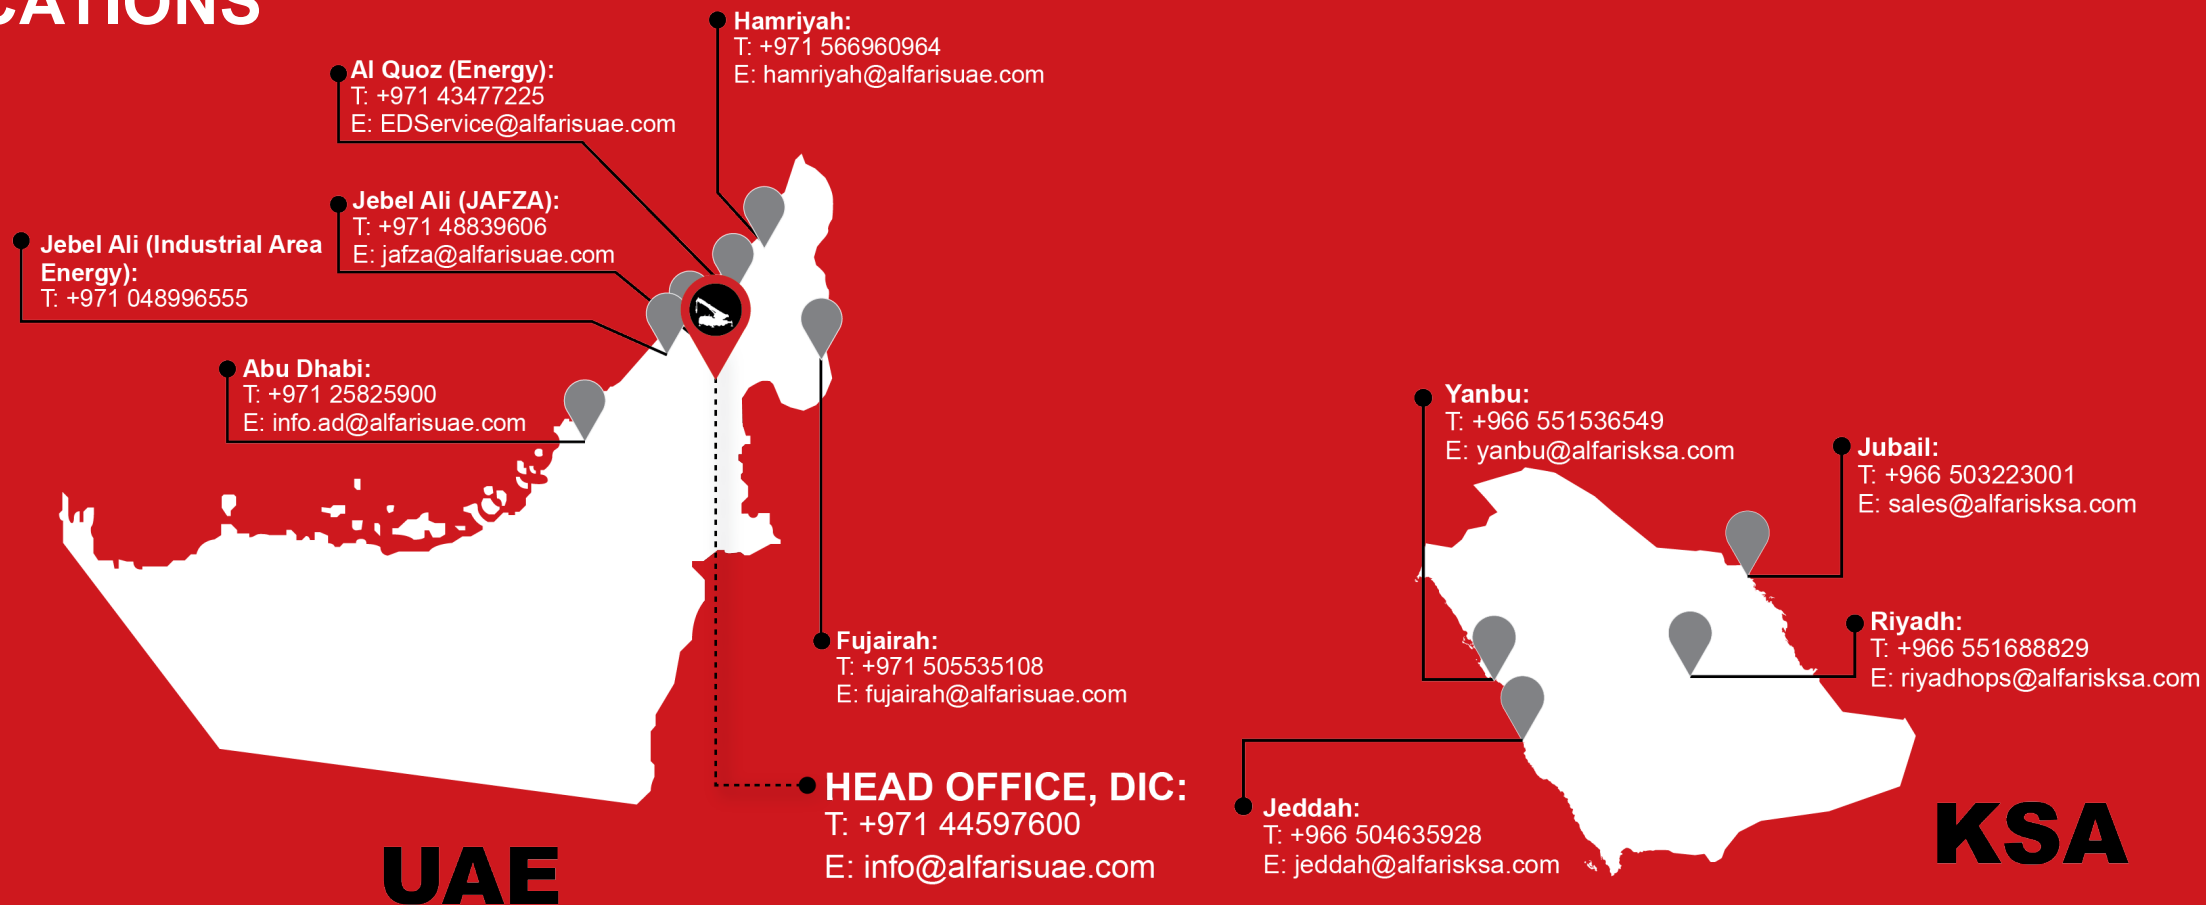 CATIONS
Hamriyah:
T: +971 566960964
E: hamriyah@alfarisuae.com
Al Quoz (Energy):
T: +971 43477225
E: EDService@alfarisuae.com
Jebel Ali (JAFZA):
T: +971 48839606
E: jafza@alfarisuae.com
Jebel Ali (Industrial Area
Energy):
T: +971 048996555
Abu Dhabi:
T: +971 25825900
E: info.ad@alfarisuae.com
Fujairah:
T: +971 505535108
E: fujairah@alfarisuae.com
HEAD OFFICE, DIC:
T: +971 44597600
E: info@alfarisuae.com
UAE
Yanbu:
T: +966 551536549
E: yanbu@alfarisksa.com
Jubail:
T: +966 503223001
E: sales@alfarisksa.com
Riyadh:
T: +966 551688829
E: riyadhops@alfarisksa.com
Jeddah:
T: +966 504635928
E: jeddah@alfarisksa.com
KSA